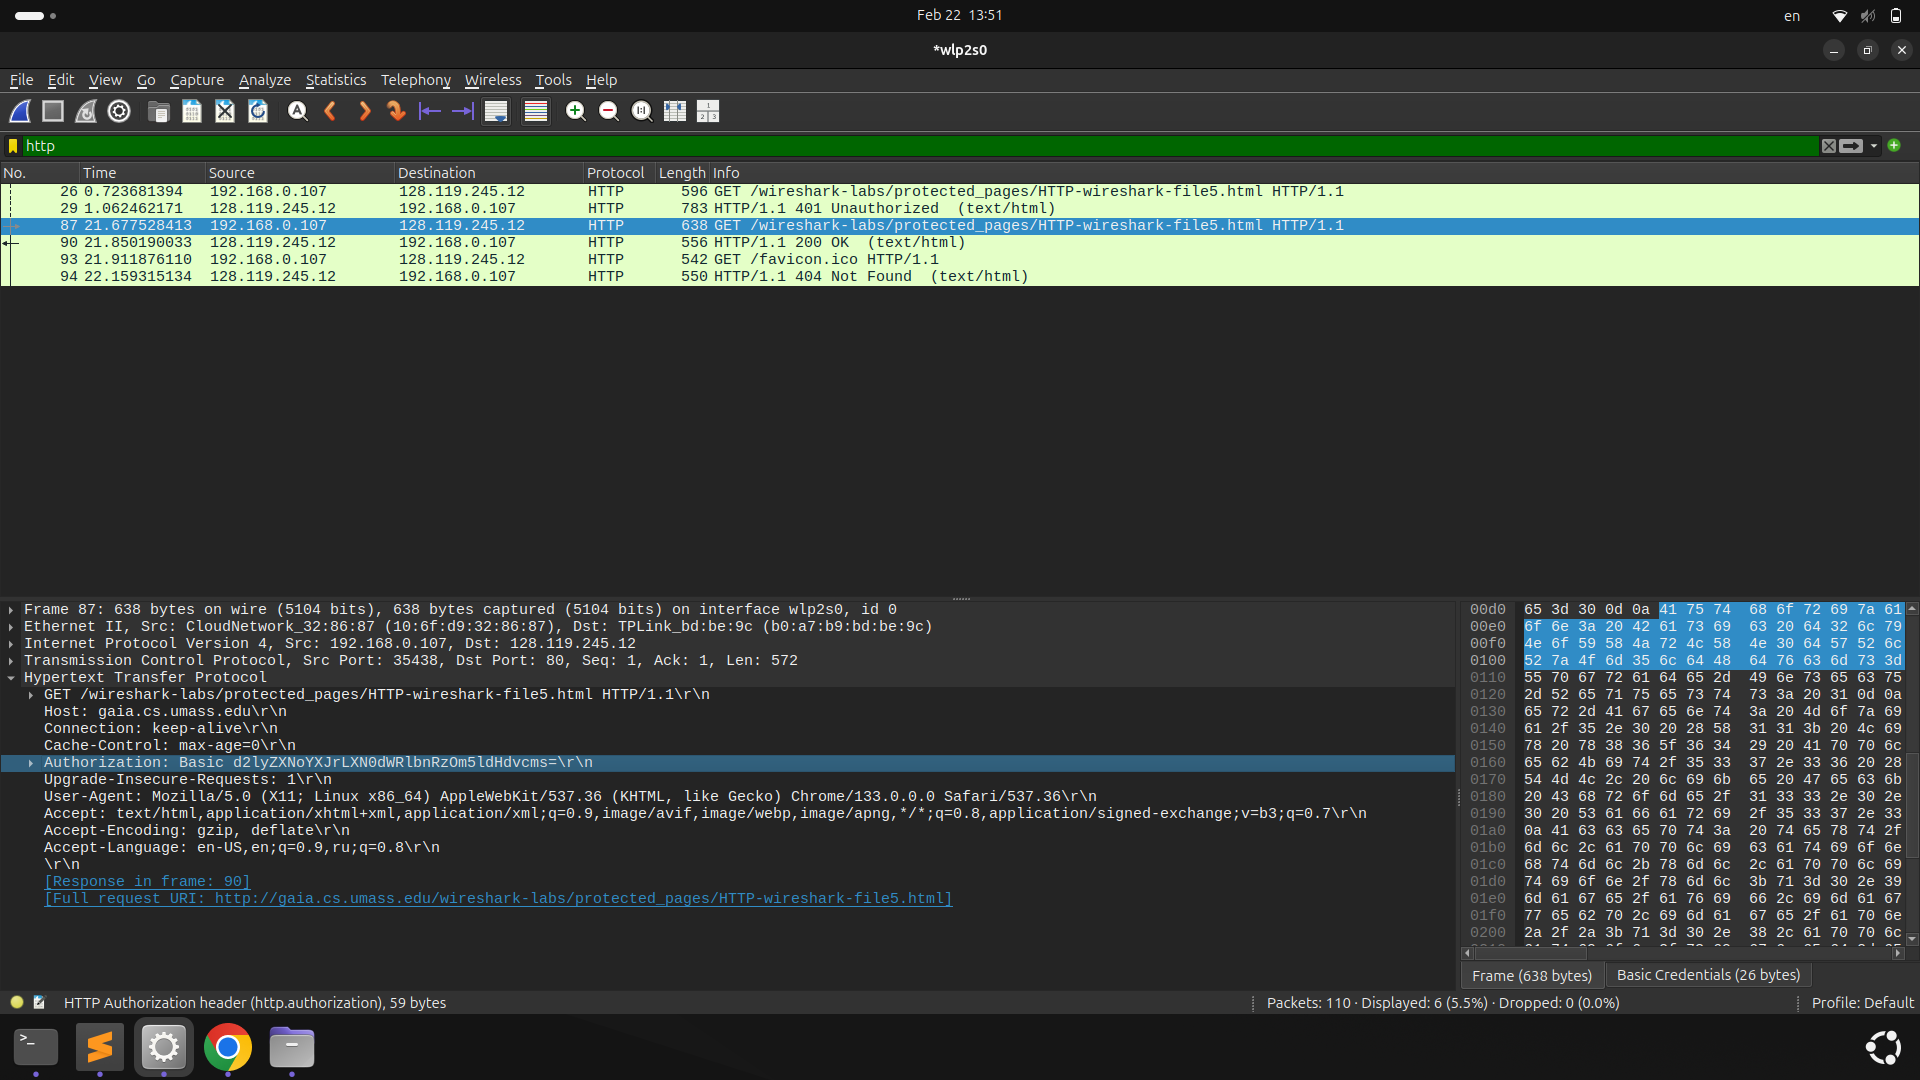 Feb 22 13:51
en
*wlp2s0
File Edit View Go Capture Analyze Statistics Telephony Wireless Tools Help
http
No. Time Source Destination Protocol Length Info
26 0.723681394 192.168.0.107 128.119.245.12 HTTP 596 GET /wireshark-labs/protected_pages/HTTP-wireshark-file5.html HTTP/1.1
29 1.062462171 128.119.245.12 192.168.0.107 HTTP 783 HTTP/1.1 401 Unauthorized (text/html)
87 21.677528413 192.168.0.107 128.119.245.12 HTTP 638 GET /wireshark-labs/protected_pages/HTTP-wireshark-file5.html HTTP/1.1
90 21.850190033 128.119.245.12 192.168.0.107 HTTP 556 HTTP/1.1 200 OK (text/html)
93 21.911876110 192.168.0.107 128.119.245.12 HTTP 542 GET /favicon.ico HTTP/1.1
94 22.159315134 128.119.245.12 192.168.0.107 HTTP 550 HTTP/1.1 404 Not Found (text/html)
Frame 87: 638 bytes on wire (5104 bits), 638 bytes captured (5104 bits) on interface wlp2s0, id 0
Ethernet II, Src: CloudNetwork_32:86:87 (10:6f:d9:32:86:87), Dst: TPLink_bd:be:9c (b0:a7:b9:bd:be:9c)
Internet Protocol Version 4, Src: 192.168.0.107, Dst: 128.119.245.12
Transmission Control Protocol, Src Port: 35438, Dst Port: 80, Seq: 1, Ack: 1, Len: 572
Hypertext Transfer Protocol
GET /wireshark-labs/protected_pages/HTTP-wireshark-file5.html HTTP/1.1\r\n
Host: gaia.cs.umass.edu\r\n
Connection: keep-alive\r\n
Cache-Control: max-age=0\r\n
Authorization: Basic d2lyZXNoYXJrLXN0dWRlbnRzOm5ldHdvcms=\r\n
Upgrade-Insecure-Requests: 1\r\n
User-Agent: Mozilla/5.0 (X11; Linux x86_64) AppleWebKit/537.36 (KHTML, like Gecko) Chrome/133.0.0.0 Safari/537.36\r\n
Accept: text/html,application/xhtml+xml,application/xml;q=0.9,image/avif,image/webp,image/apng,*/*;q=0.8,application/signed-exchange;v=b3;q=0.7\r\n
Accept-Encoding: gzip, deflate\r\n
Accept-Language: en-US,en;q=0.9,ru;q=0.8\r\n
\r\n
[Response in frame: 90]
[Full request URI: http://gaia.cs.umass.edu/wireshark-labs/protected_pages/HTTP-wireshark-file5.html]
00d0 65 3d 30 0d 0a 41 75 74 68 6f 72 69 7a 61
00e0 6f 6e 3a 20 42 61 73 69 63 20 64 32 6c 79
00f0 4e 6f 59 58 4a 72 4c 58 4e 30 64 57 52 6c
0100 52 7a 4f 6d 35 6c 64 48 64 76 63 6d 73 3d
0110 55 70 67 72 61 64 65 2d 49 6e 73 65 63 75
0120 2d 52 65 71 75 65 73 74 73 3a 20 31 0d 0a
0130 65 72 2d 41 67 65 6e 74 3a 20 4d 6f 7a 69
0140 61 2f 35 2e 30 20 28 58 31 31 3b 20 4c 69
0150 78 20 78 38 36 5f 36 34 29 20 41 70 70 6c
0160 65 62 4b 69 74 2f 35 33 37 2e 33 36 20 28
0170 54 4d 4c 2c 20 6c 69 6b 65 20 47 65 63 6b
0180 20 43 68 72 6f 6d 65 2f 31 33 33 2e 30 2e
0190 30 20 53 61 66 61 72 69 2f 35 33 37 2e 33
01a0 0a 41 63 63 65 70 74 3a 20 74 65 78 74 2f
01b0 6d 6c 2c 61 70 70 6c 69 63 61 74 69 6f 6e
01c0 68 74 6d 6c 2b 78 6d 6c 2c 61 70 70 6c 69
01d0 74 69 6f 6e 2f 78 6d 6c 3b 71 3d 30 2e 39
01e0 6d 61 67 65 2f 61 76 69 66 2c 69 6d 61 67
01f0 77 65 62 70 2c 69 6d 61 67 65 2f 61 70 6e
0200 2a 2f 2a 3b 71 3d 30 2e 38 2c 61 70 70 6c
Frame (638 bytes) Basic Credentials (26 bytes)
HTTP Authorization header (http.authorization), 59 bytes
Packets: 110 · Displayed: 6 (5.5%) · Dropped: 0 (0.0%)
Profile: Default